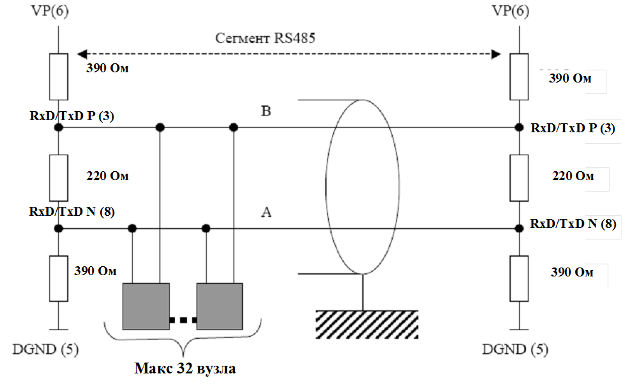 VP(6)
VP(6)
Сегмент RS485
390 Ом
390 Ом
RxD/TxD P (3)
B
RxD/TxD P (3)
220 Ом
220 Ом
RxD/TxD N (8)
A
RxD/TxD N (8)
390 Ом
390 Ом
DGND (5)
DGND (5)
Макс 32 вузла